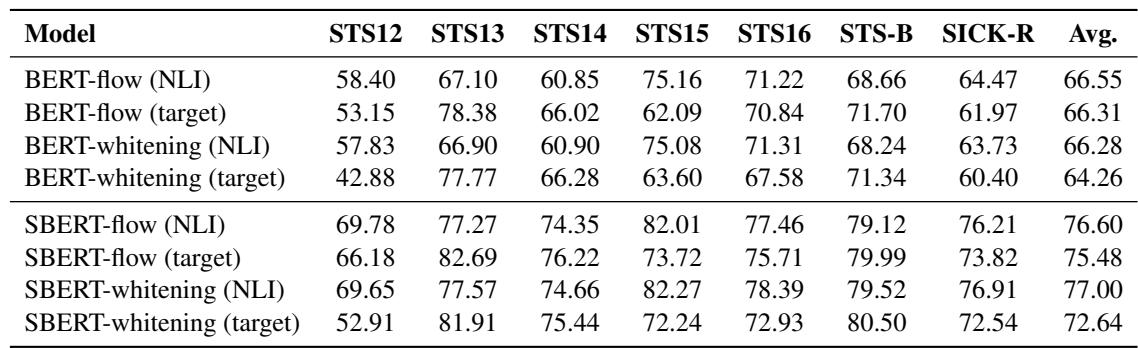 Model STS12 STS13 STS14 STS15 STS16 STS-B SICK-R Avg.
BERT-flow (NLI) 58.40 67.10 60.85 75.16 71.22 68.66 64.47 66.55
BERT-flow (target) 53.15 78.38 66.02 62.09 70.84 71.70 61.97 66.31
BERT-whitening (NLI) 57.83 66.90 60.90 75.08 71.31 68.24 63.73 66.28
BERT-whitening (target) 42.88 77.77 66.28 63.60 67.58 71.34 60.40 64.26
SBERT-flow (NLI) 69.78 77.27 74.35 82.01 77.46 79.12 76.21 76.60
SBERT-flow (target) 66.18 82.69 76.22 73.72 75.71 79.99 73.82 75.48
SBERT-whitening (NLI) 69.65 77.57 74.66 82.27 78.39 79.52 76.91 77.00
SBERT-whitening (target) 52.91 81.91 75.44 72.24 72.93 80.50 72.54 72.64